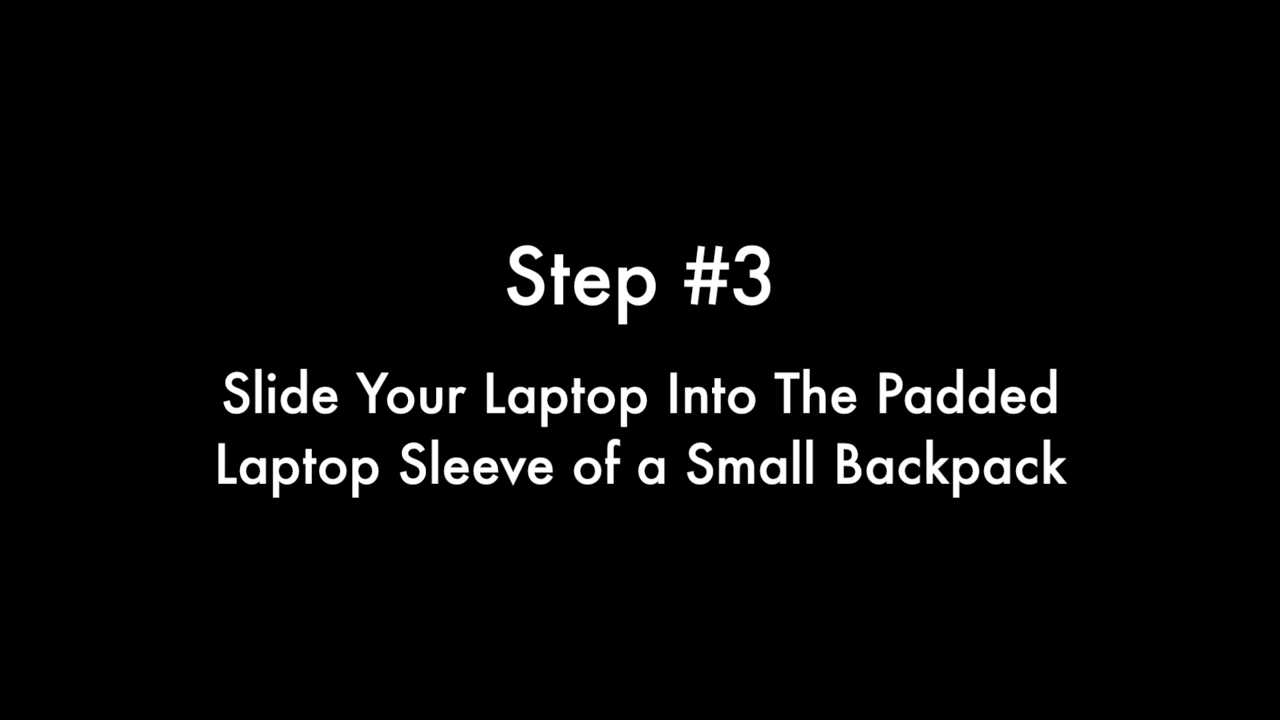 Step #3
Slide Your Laptop Into The Padded
Laptop Sleeve of a Small Backpack